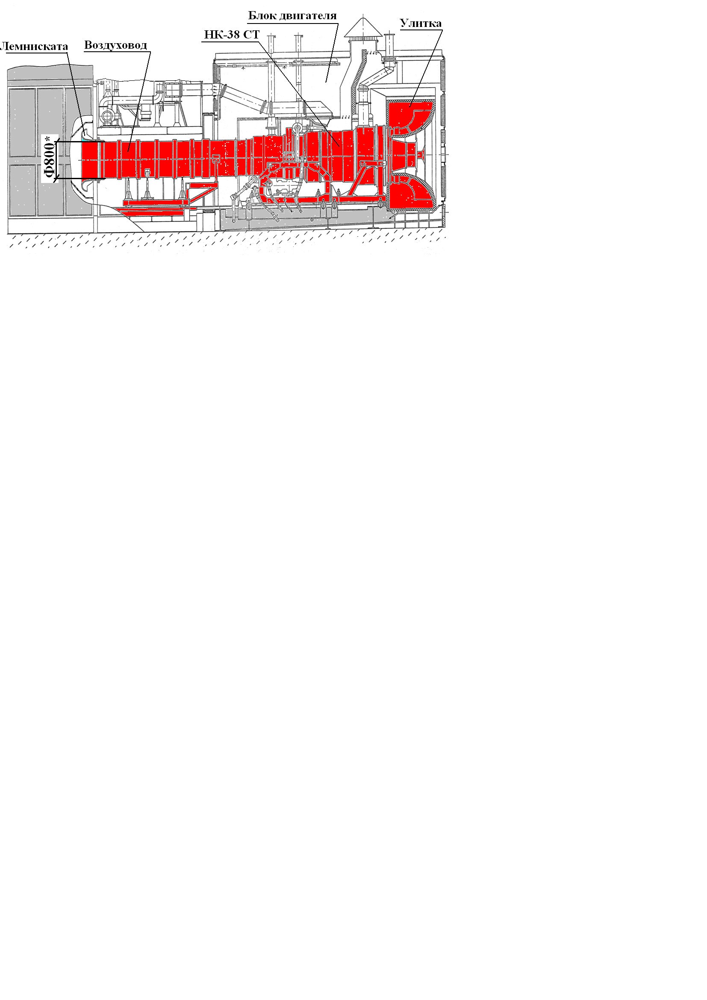 Блок двигателя
Улитка
НК-38 СТ
Лемниската
Воздуховод
Ф800*